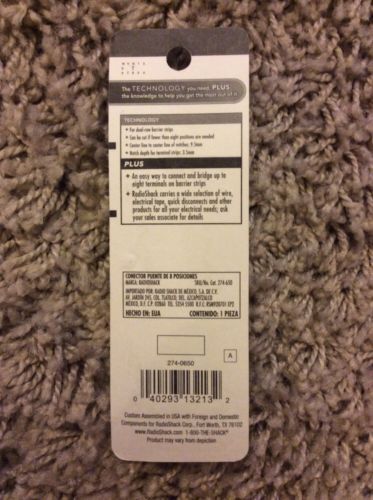 The TECHNOLOGY you need, PLUS
the knowledge to help you get the most out of it
TECHNOLOGY
• For dual-row barrier strips
• Can be cut if fewer than eight positions are needed
• Center line to center line of notches: 9.5mm
• Notch depth for terminal strips: 3.5mm
PLUS
• An easy way to connect and bridge up to
eight terminals on barrier strips
• RadioShack carries a wide selection of wire,
electrical tape, quick disconnects and other
products for all your electrical needs; ask
your sales associate for details
CONECTOR PUENTE DE 8 POSICIONES
MARCA: RADIOSHACK SKU/No. Cat. 274-650
IMPORTADO POR: RADIO SHACK DE MÉXICO, S.A. DE C.V.
HECHO EN: EUA CONTENIDO: 1 PIEZA
A
274-0650
0 40293 13213 2
Custom Assembled in USA with Foreign and Domestic
Components for RadioShack Corp., Fort Worth, TX 76102
www.RadioShack.com 1-800-THE-SHACK®
Product may vary from depiction